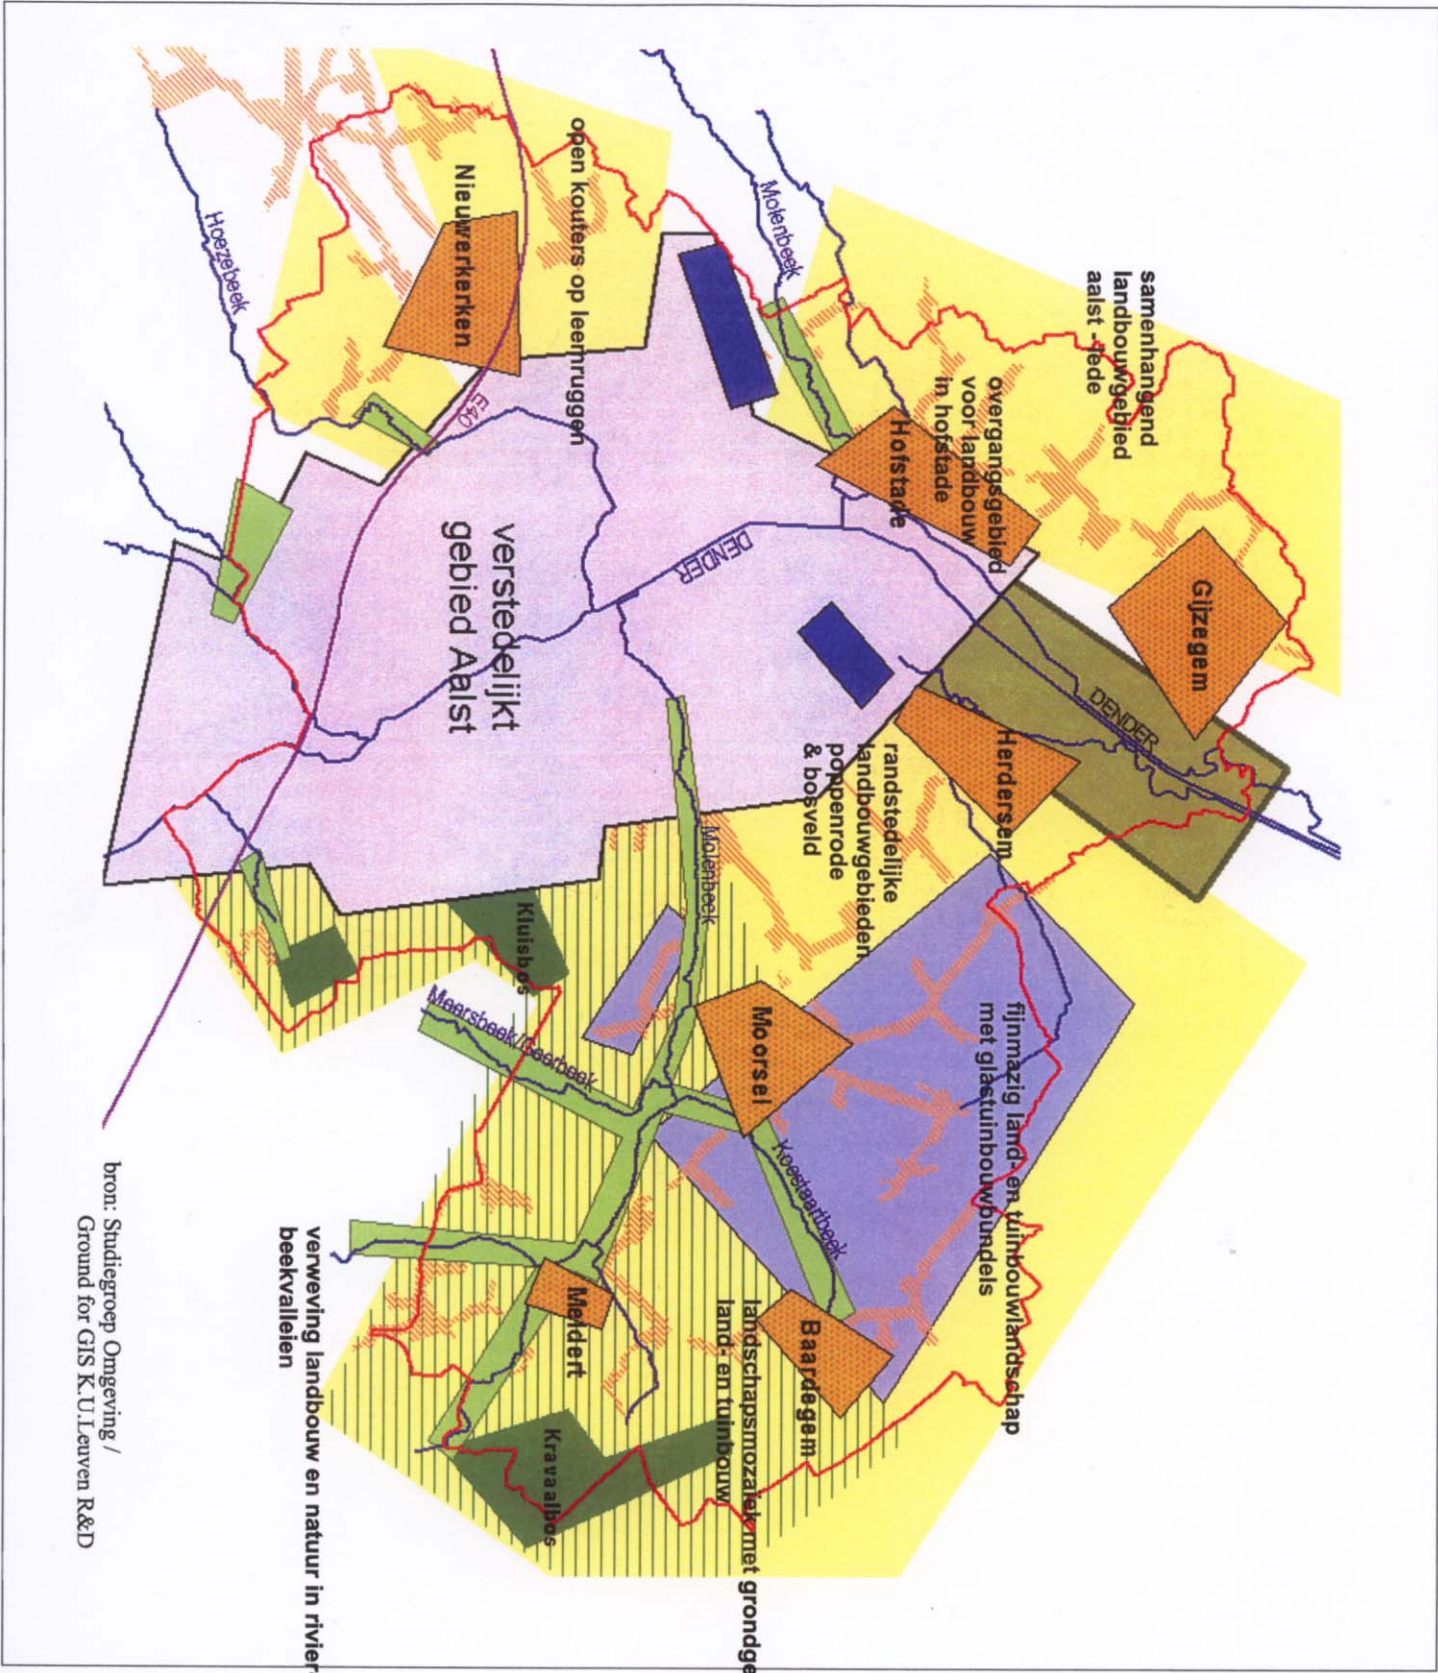 samenhangend
landbouwgebied
aalst - lede
Gijzegem
overgangsgebied
voor landbouw
in hofstade
Hofstade
DENDER
Herdersem
randstedelijke
landbouwgebieden
poppenrode
& bosveld
fijnmazig land- en tuinbouwlandschap
met glastuinbouwbundels
Molenbeek
DENDER
Molenbeek
Moorsel
Koestaartbeek
Baardegem
landschapsmozaïek met grondge
land- en tuinbouw
open kouters op leemruggen
Nieuwerkerken
E40
verstedelijkt
gebied Aalst
Kluisbos
Meersbeek/Geerbeek
Meldert
Kravaalbos
Hoezebeek
verweving landbouw en natuur in rivier
beekvalleien
bron: Studiegroep Omgeving /
Ground for GIS K.U.Leuven R&D